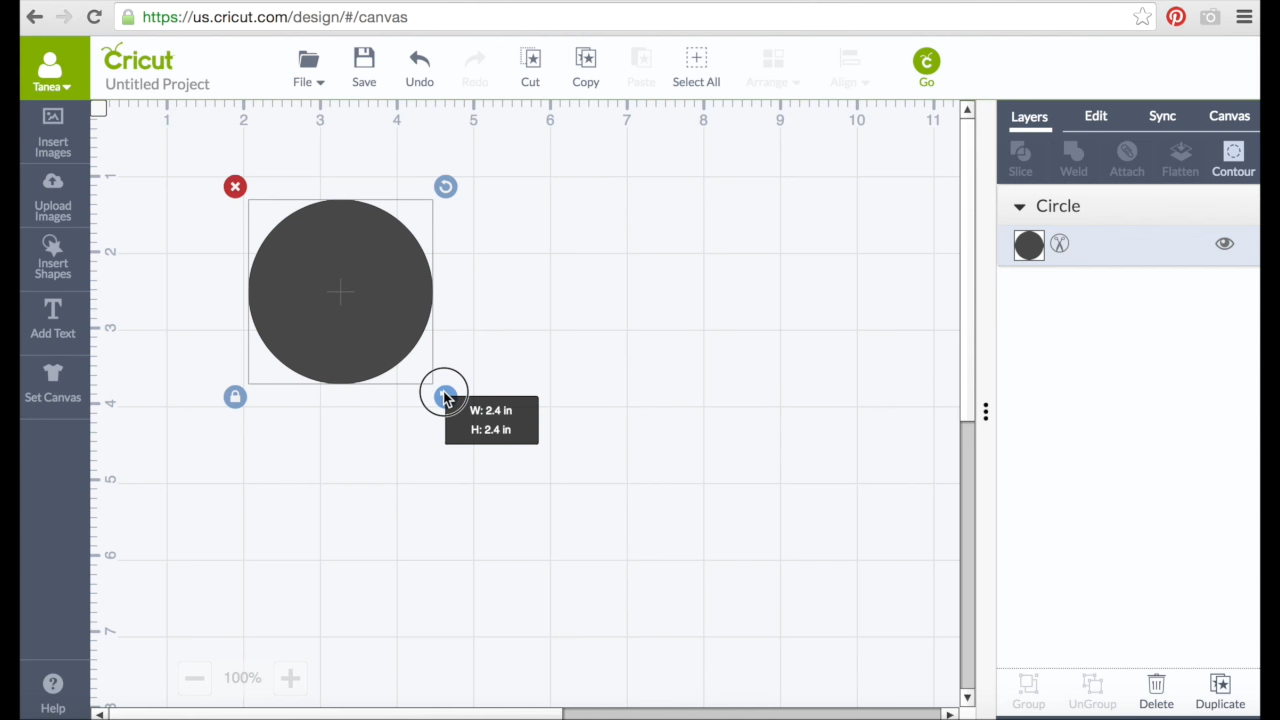 https://us.cricut.com/design/#/canvas
Tanea
Cricut
Untitled Project
File
Save
Undo
Redo
Cut
Copy
Paste
Select All
Arrange
Align
Go
Insert
Images
Upload
Images
Insert
Shapes
Add Text
Set Canvas
Help
1 2 3 4 5 6 7 8 9 10 11
1
2
3
4
5
6
7
8
W: 2.4 in
H: 2.4 in
100%
Layers
Edit
Sync
Canvas
Slice
Weld
Attach
Flatten
Contour
Circle
Group
UnGroup
Delete
Duplicate